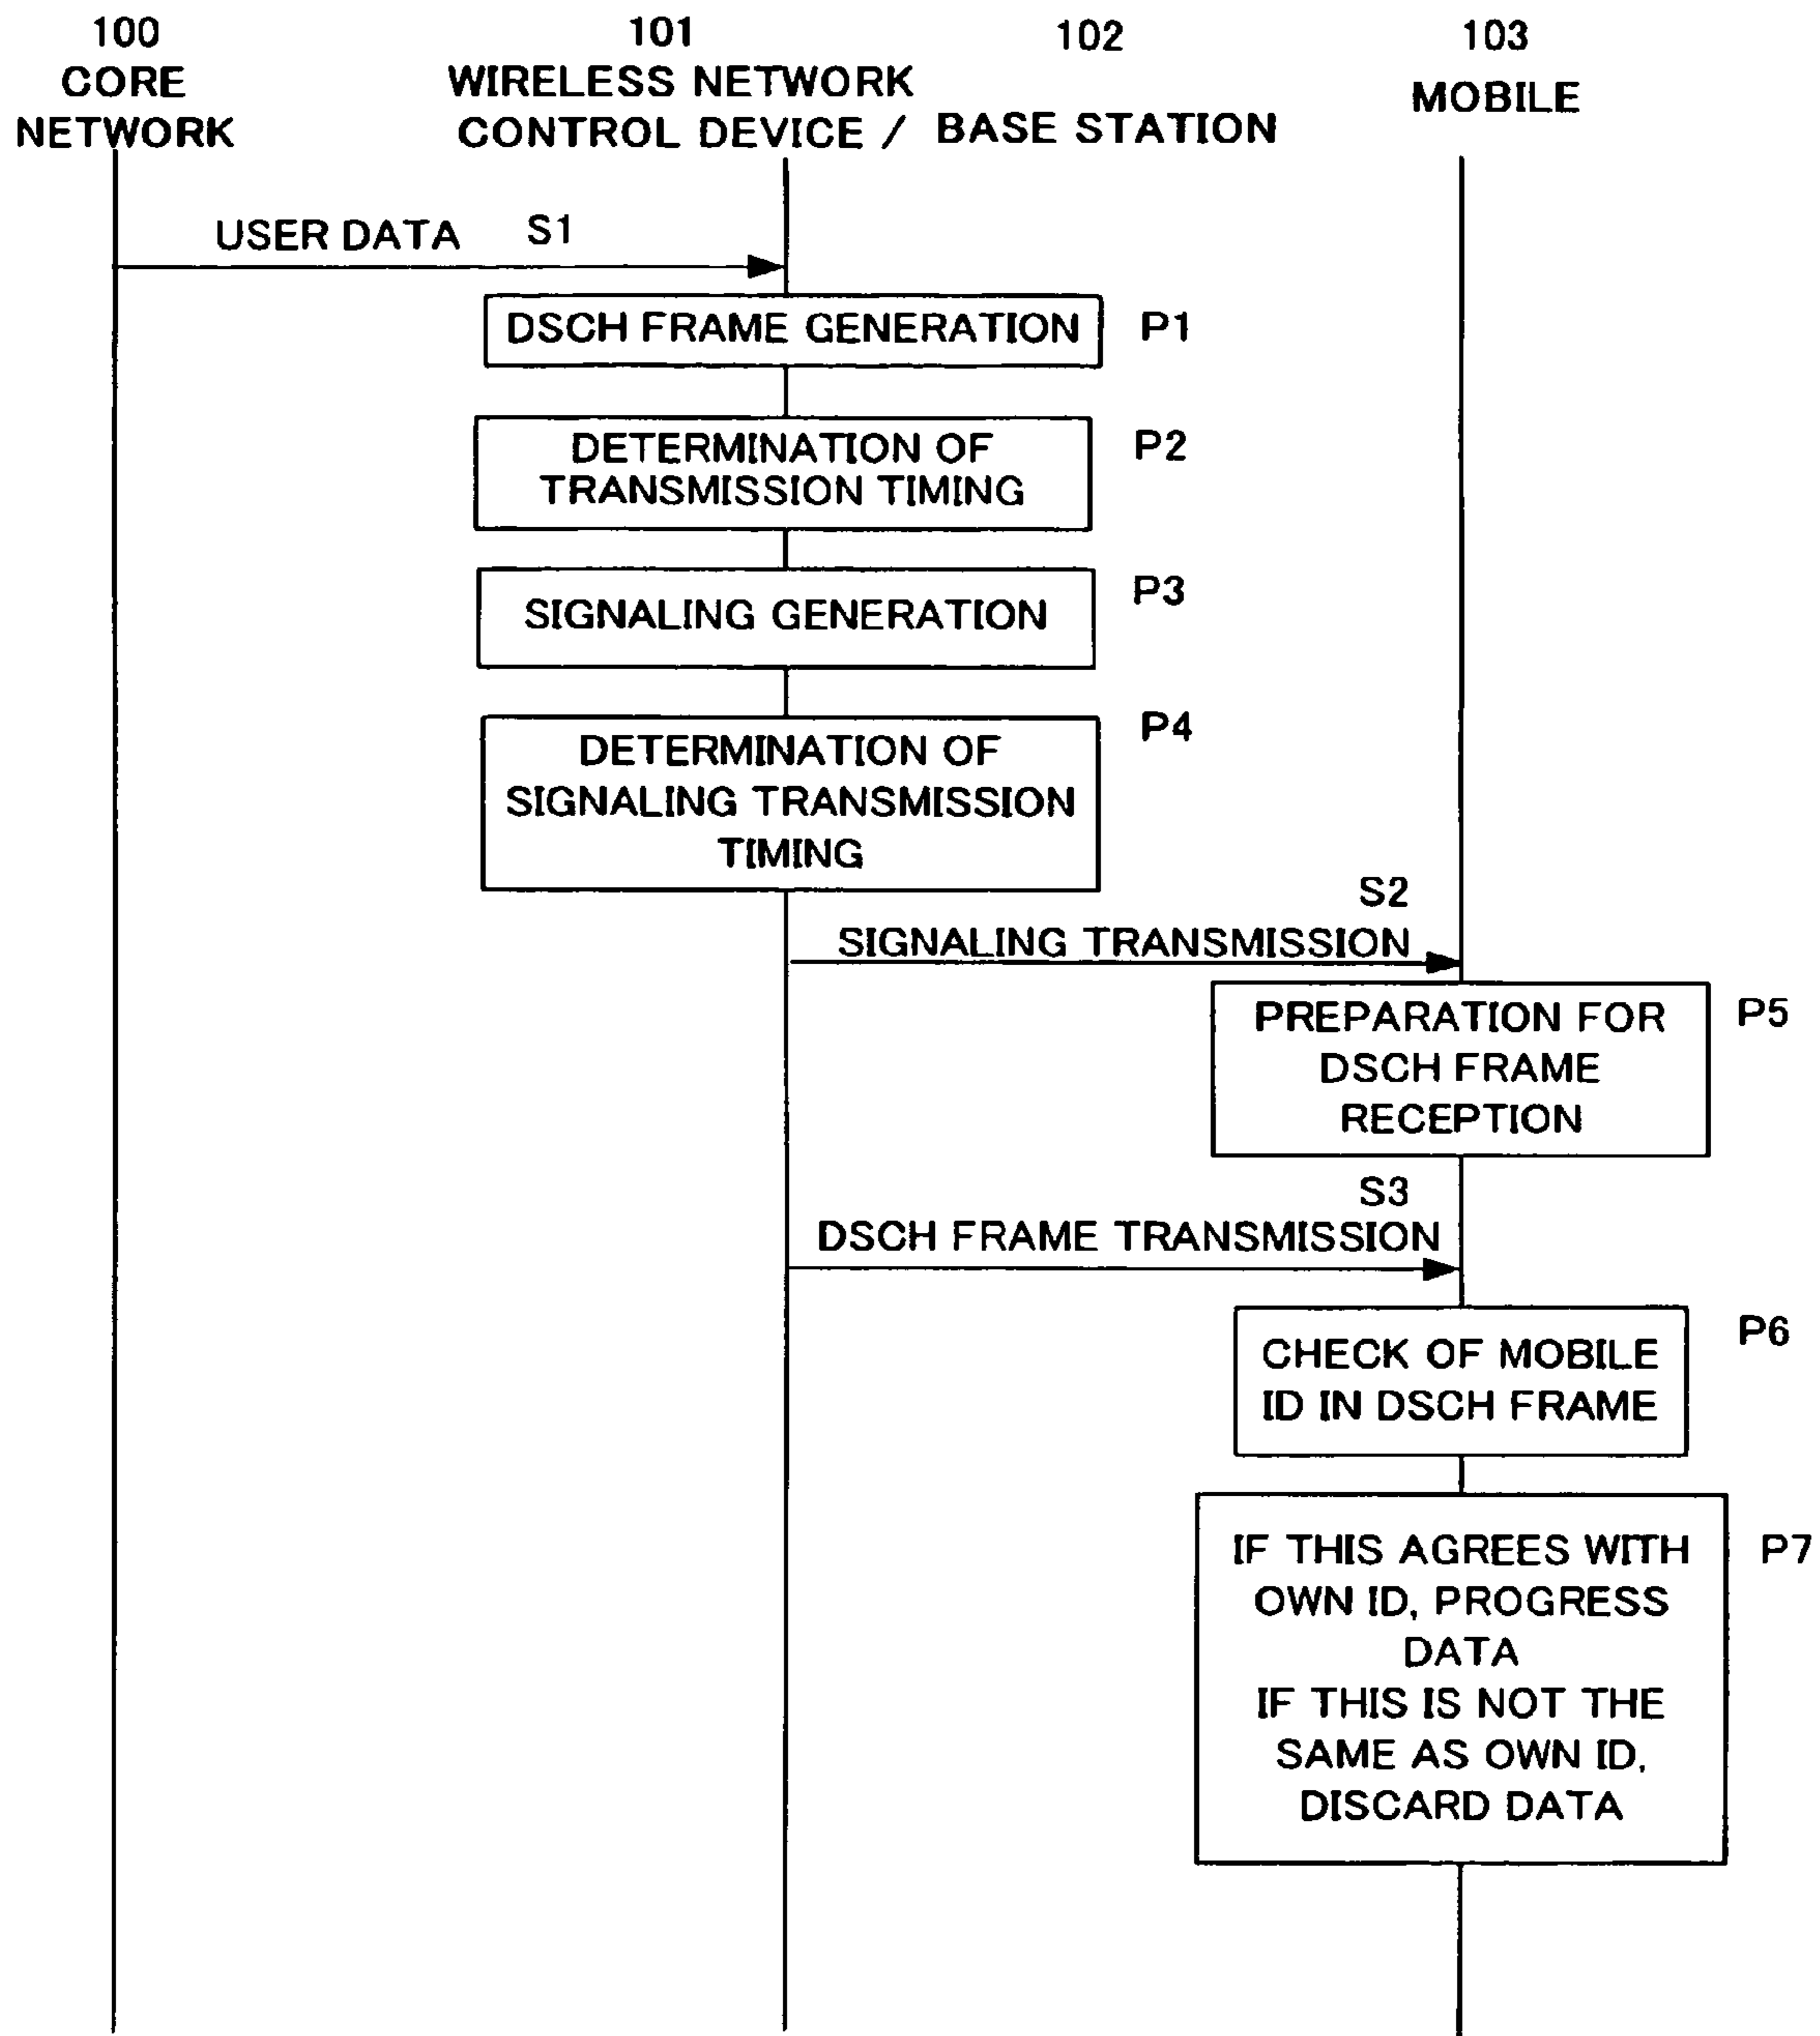 100
CORE
NETWORK
101
WIRELESS NETWORK
CONTROL DEVICE /
102
BASE STATION
103
MOBILE
USER DATA S1
DSCH FRAME GENERATION
P1
DETERMINATION OF
TRANSMISSION TIMING
P2
SIGNALING GENERATION
P3
DETERMINATION OF
SIGNALING TRANSMISSION
TIMING
P4
S2
SIGNALING TRANSMISSION
PREPARATION FOR
DSCH FRAME
RECEPTION
P5
S3
DSCH FRAME TRANSMISSION
CHECK OF MOBILE
ID IN DSCH FRAME
P6
IF THIS AGREES WITH
OWN ID, PROGRESS
DATA
IF THIS IS NOT THE
SAME AS OWN ID,
DISCARD DATA
P7